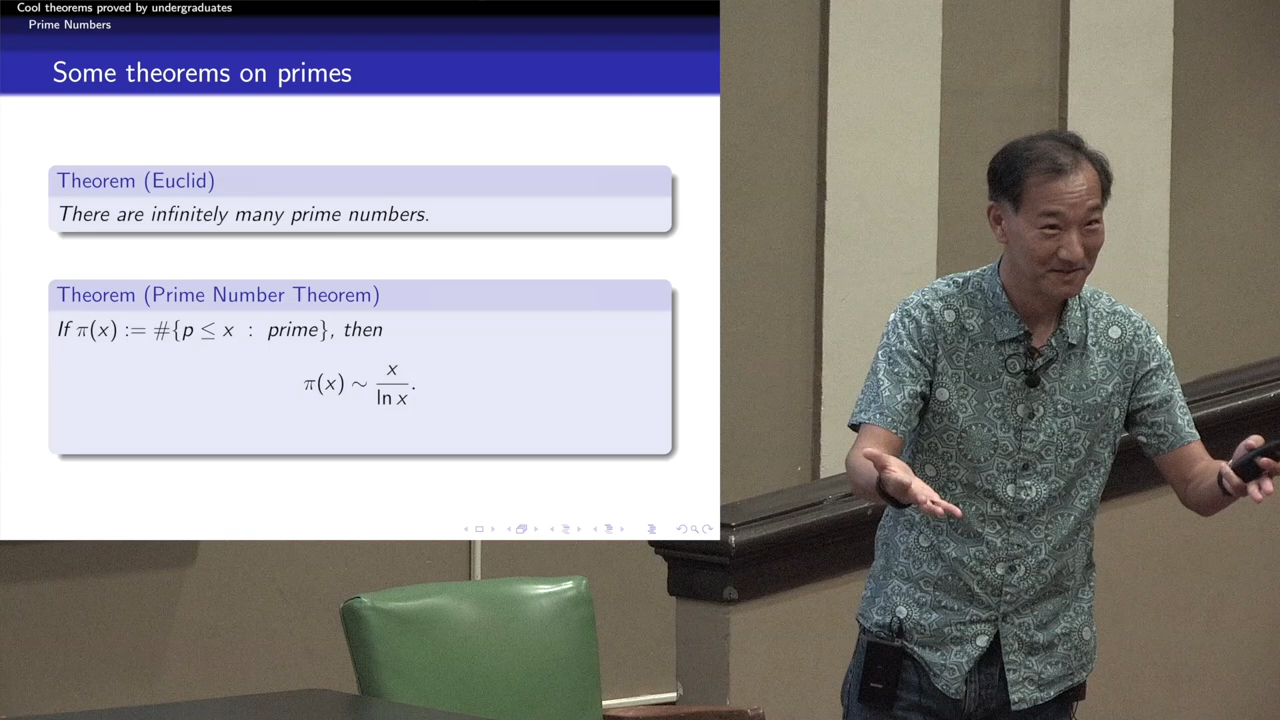 Cool theorems proved by undergraduates
Prime Numbers
Some theorems on primes
Theorem (Euclid)
There are infinitely many prime numbers.
Theorem (Prime Number Theorem)
If π(x) := #{p ≤ x : prime}, then
π(x) ∼ x / ln x.